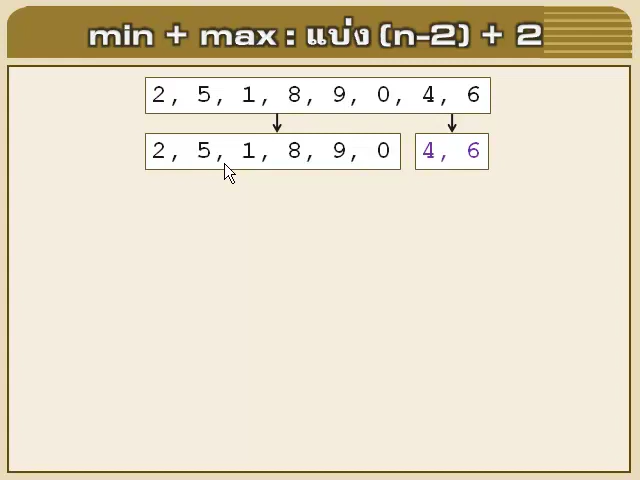 min + max : แบ่ง (n-2) + 2
2, 5, 1, 8, 9, 0, 4, 6
2, 5, 1, 8, 9, 0 4, 6